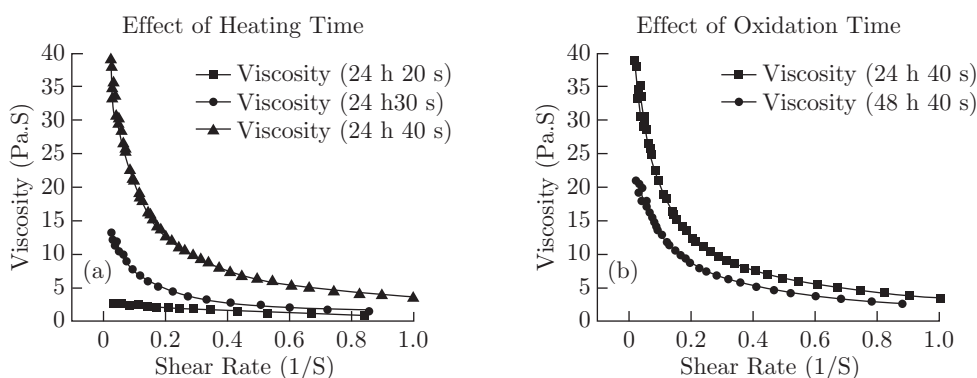 Effect of Heating Time
40
35
30
25
20
15
10
5
0
Viscosity (Pa.S)
Viscosity (24 h 20 s)
Viscosity (24 h30 s)
Viscosity (24 h 40 s)
(a)
0 0.2 0.4 0.6 0.8 1.0
Shear Rate (1/S)
Effect of Oxidation Time
40
35
30
25
20
15
10
5
0
Viscosity (Pa.S)
Viscosity (24 h 40 s)
Viscosity (48 h 40 s)
(b)
0 0.2 0.4 0.6 0.8 1.0
Shear Rate (1/S)